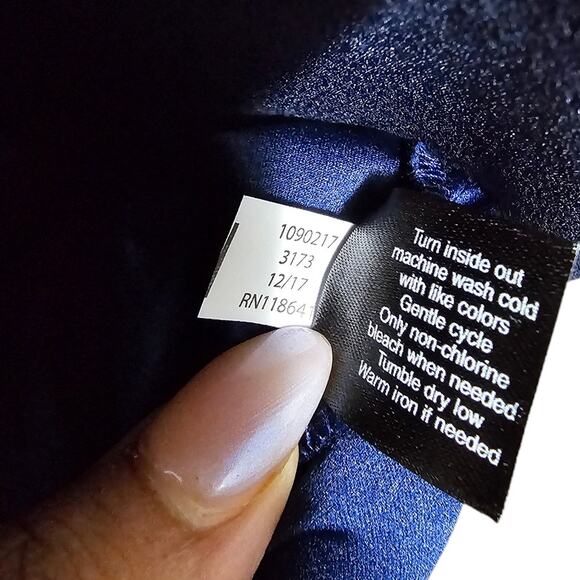 1090217
3173
12/17
RN118641
Turn inside out
machine wash cold
with like colors
Gentle cycle
Only non-chlorine
bleach when needed
Tumble dry low
Warm iron if needed